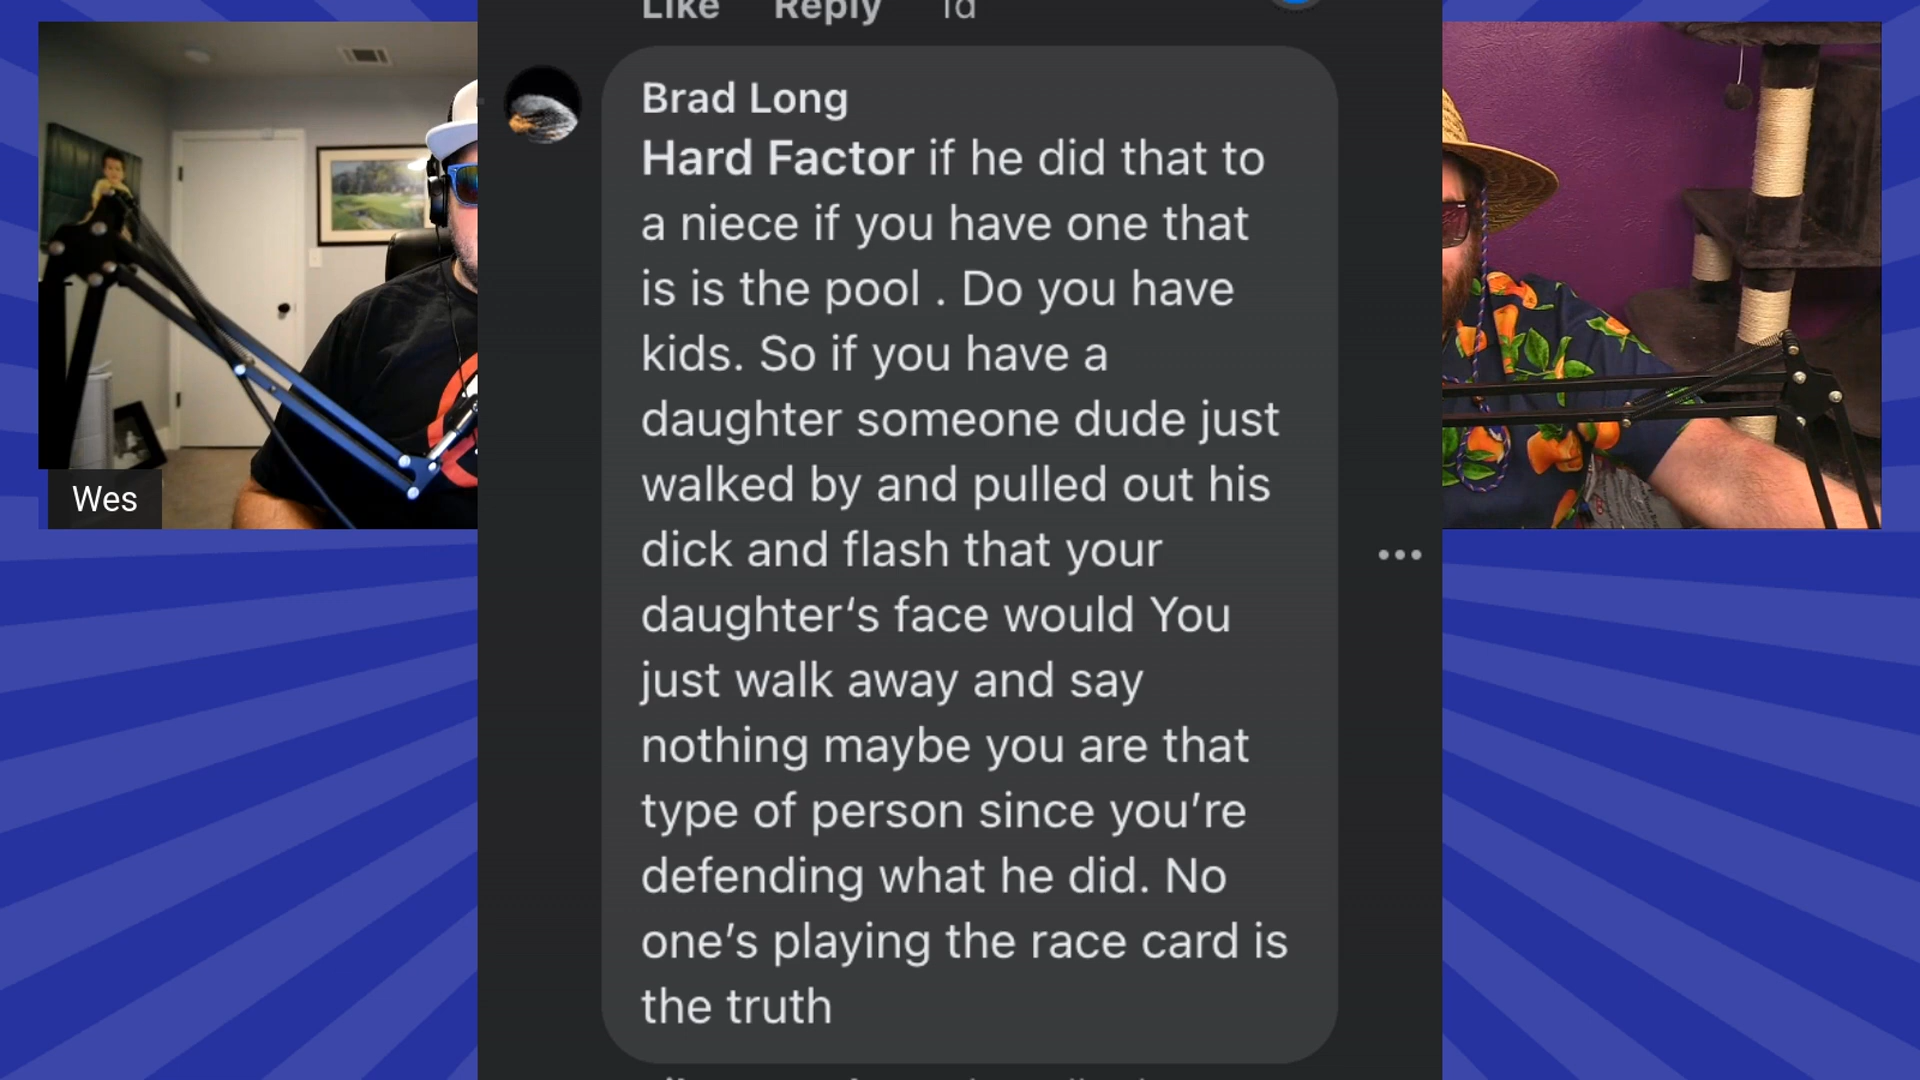 Like Reply 1d
Brad Long
Hard Factor if he did that to
a niece if you have one that
is is the pool . Do you have
kids. So if you have a
daughter someone dude just
walked by and pulled out his
dick and flash that your
daughter‘s face would You
just walk away and say
nothing maybe you are that
type of person since you’re
defending what he did. No
one’s playing the race card is
the truth
Wes